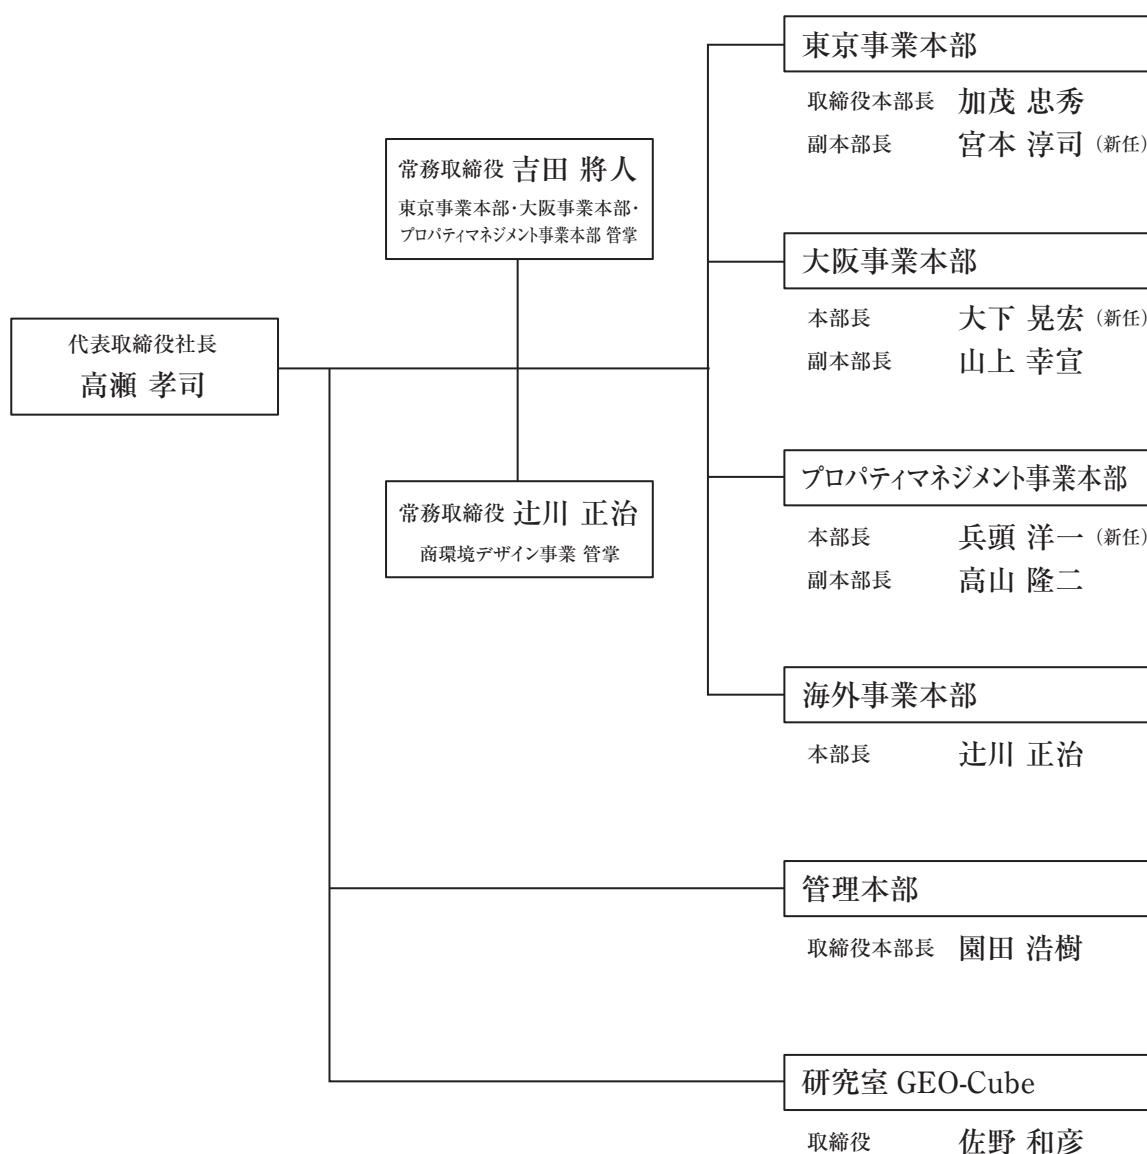 代表取締役社長
高瀬 孝司
常務取締役 吉田 將人
東京事業本部・大阪事業本部・
プロパティマネジメント事業本部 管掌
常務取締役 辻川 正治
商環境デザイン事業 管掌
東京事業本部
取締役本部長 加茂 忠秀
副本部長 宮本 淳司 (新任)
大阪事業本部
本部長 大下 晃宏 (新任)
副本部長 山上 幸宣
プロパティマネジメント事業本部
本部長 兵頭 洋一 (新任)
副本部長 高山 隆二
海外事業本部
本部長 辻川 正治
管理本部
取締役本部長 園田 浩樹
研究室 GEO-Cube
取締役 佐野 和彦